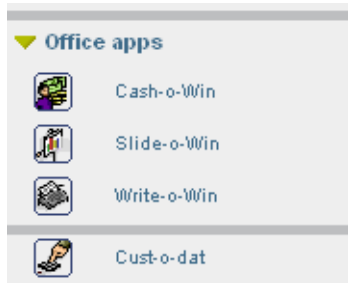 Office apps
Cash-o-Win
Slide-o-Win
Write-o-Win
Cust-o-dat